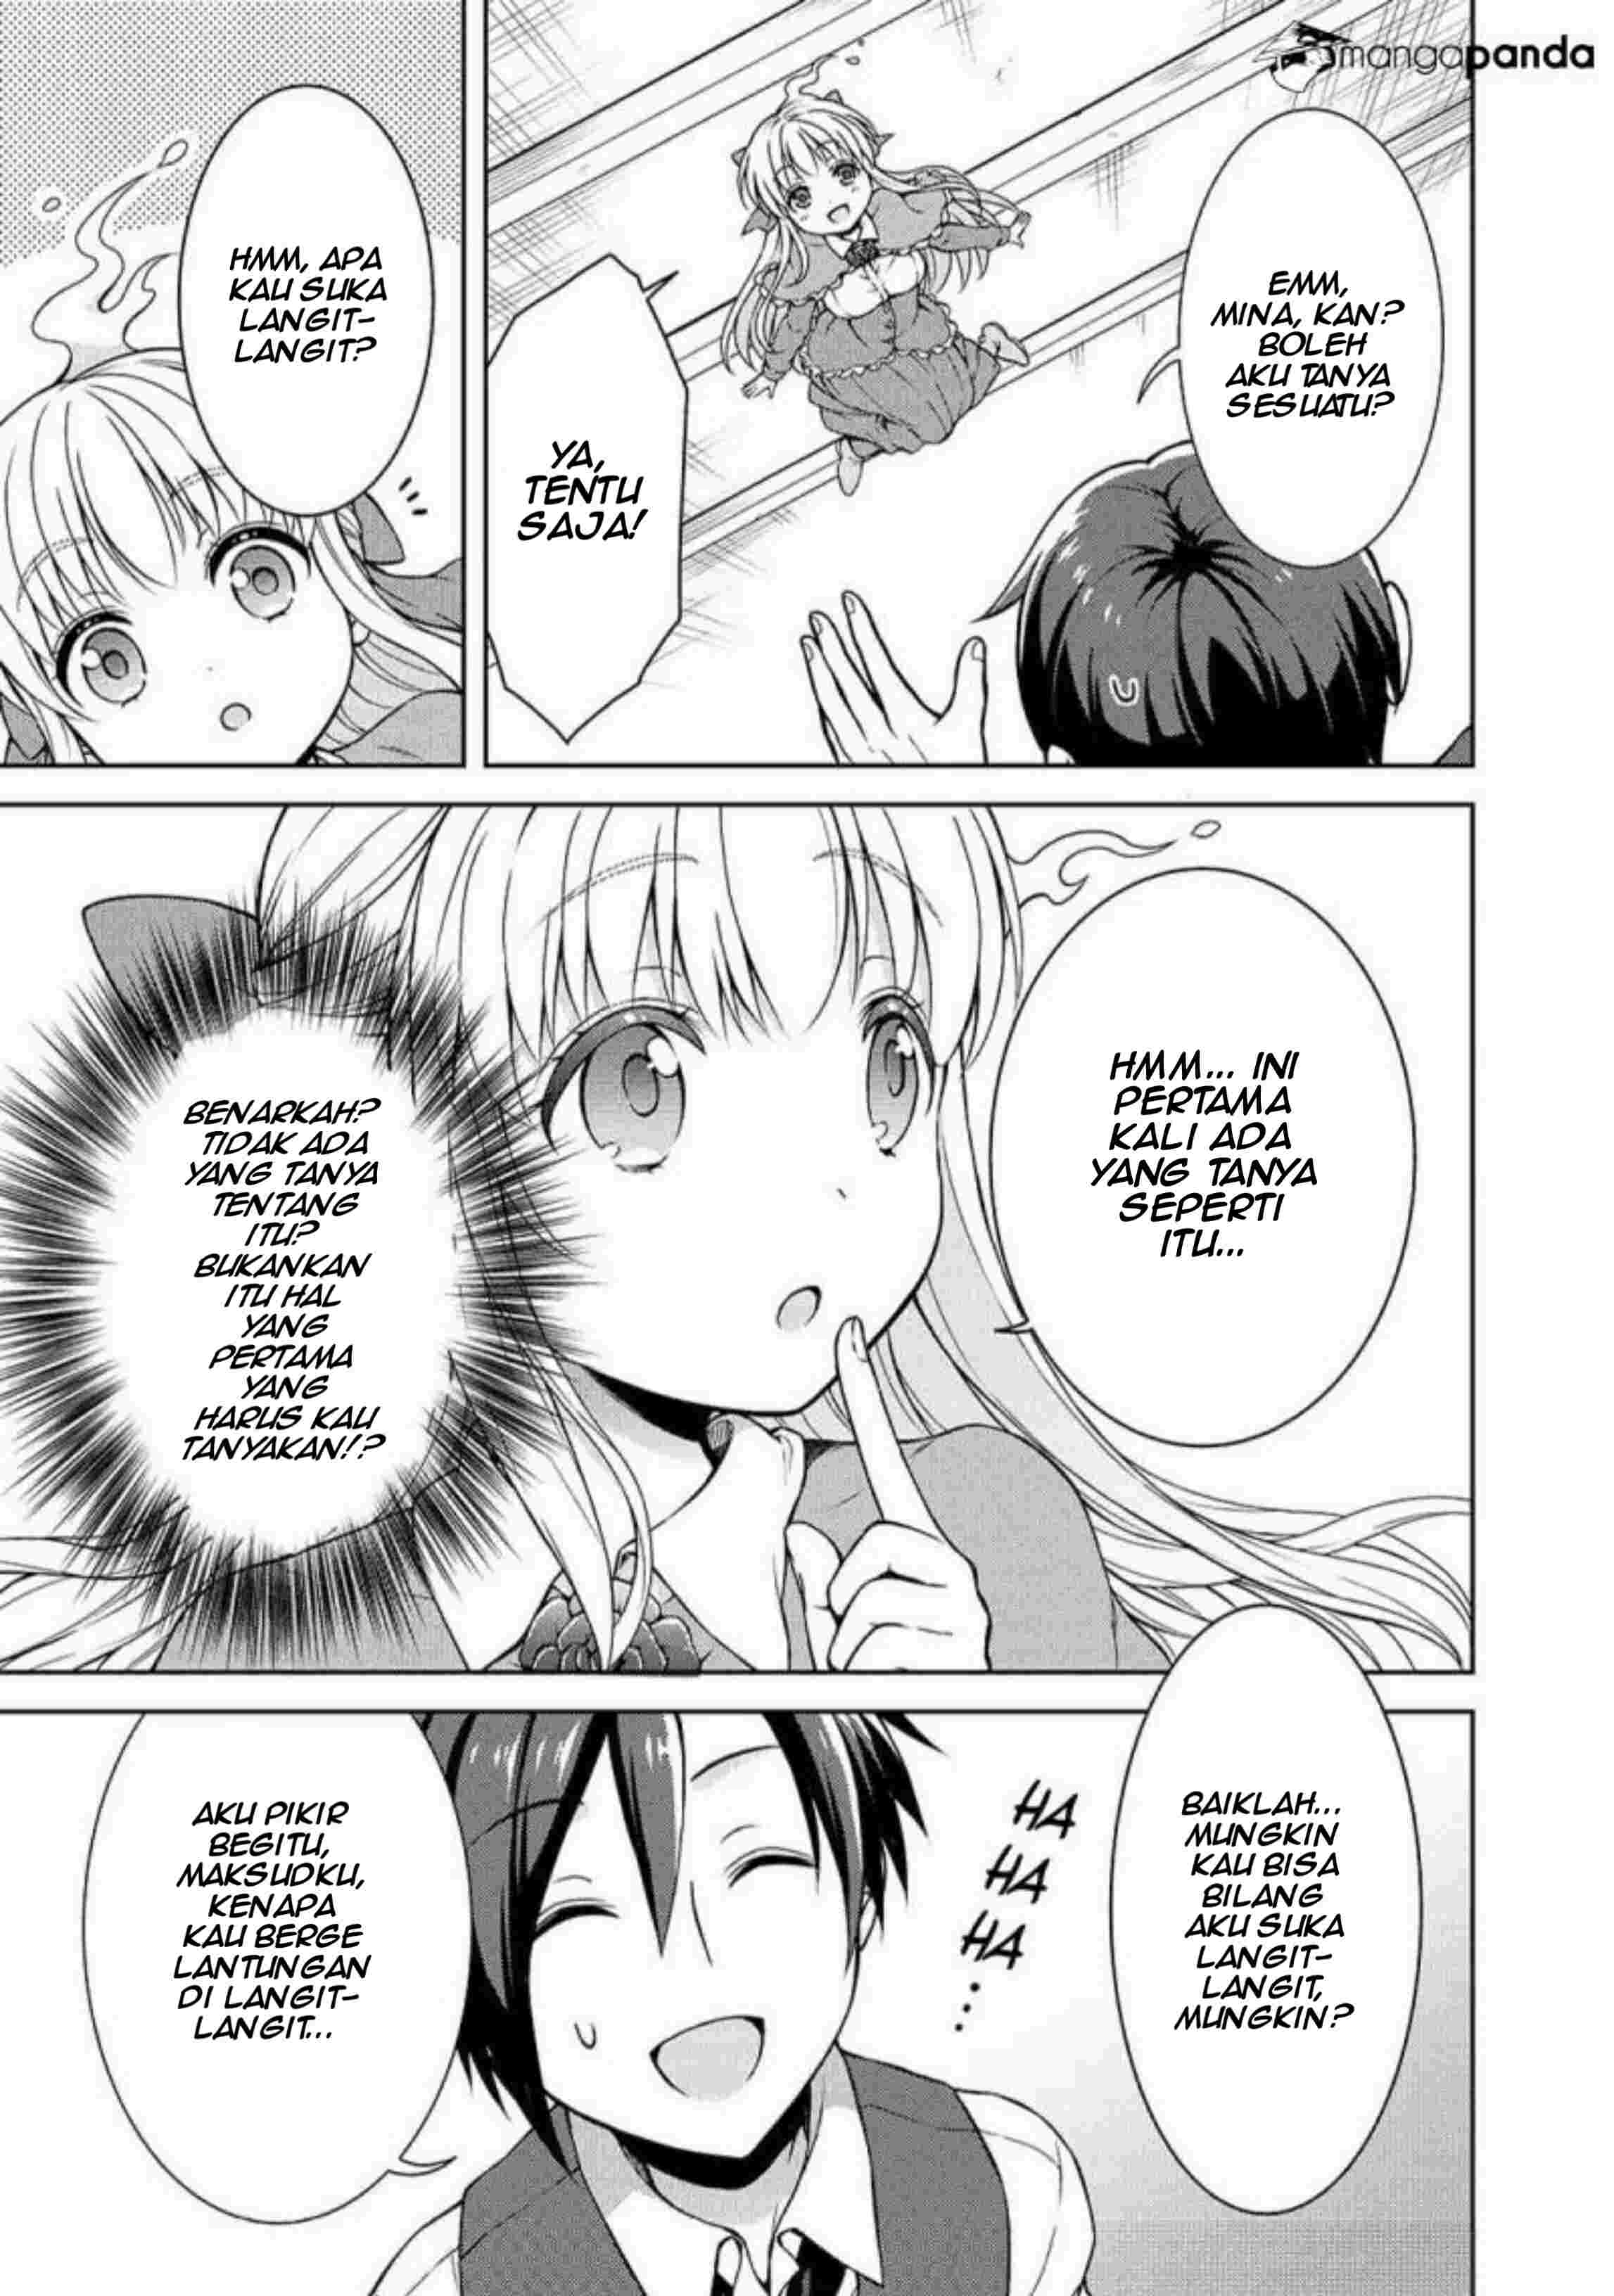 mangapanda
EMM,
MINA, KAN?
BOLEH
AKU TANYA
SESUATU?
YA,
TENTU
SAJA!
HMM, APA
KAU SUKA
LANGIT-
LANGIT?
HMM... INI
PERTAMA
KALI ADA
YANG TANYA
SEPERTI
ITU...
BENARKAH?
TIDAK ADA
YANG TANYA
TENTANG
ITU?
BUKANKAN
ITU HAL
YANG
PERTAMA
YANG
HARUS KAU
TANYAKAN!?
BAIKLAH...
MUNGKIN
KAU BISA
BILANG
AKU SUKA
LANGIT-
LANGIT,
MUNGKIN?
HA
HA
HA...
AKU PIKIR
BEGITU,
MAKSUDKU,
KENAPA
KAU BERGE
LANTUNGAN
DI LANGIT-
LANGIT...